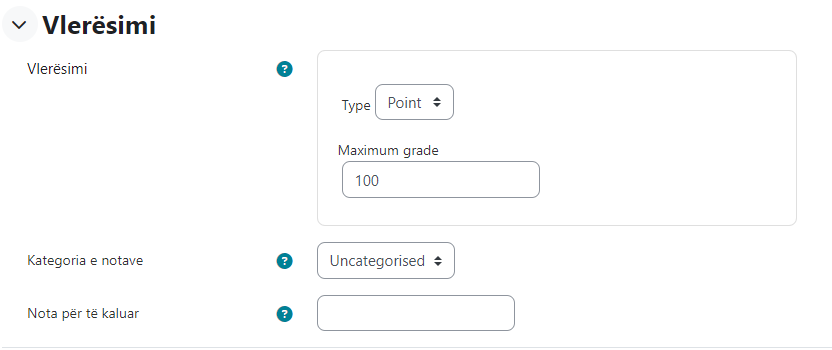 Vlerësimi
Vlerësimi
Type Point
Maximum grade
100
Kategoria e notave Uncategorised
Nota për të kaluar